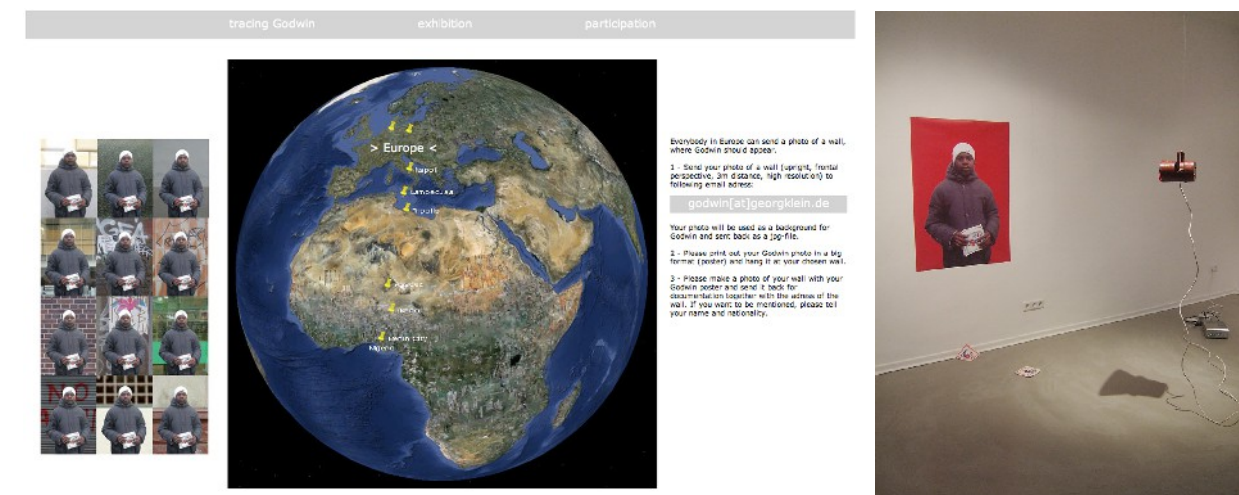 tracing Godwin
exhibition
participation
> Europe <
Lampedusa
Benin City
Everybody in Europe can send a photo of a wall,
where Godwin should appear.
1 - Send your photo of a wall (upright, frontal
perspective, 3m distance, high resolution) to
following email adress:
godwin[at]georgklein.de
Your photo will be used as a background for
Godwin and sent back as a jpg-file.
2 - Please print out your Godwin photo in a big
format (poster) and hang it at your chosen wall.
3 - Please make a photo of your wall with your
Godwin poster and send it back for
documentation together with the adress of the
wall. If you want to be mentioned, please tell
your name and nationality.